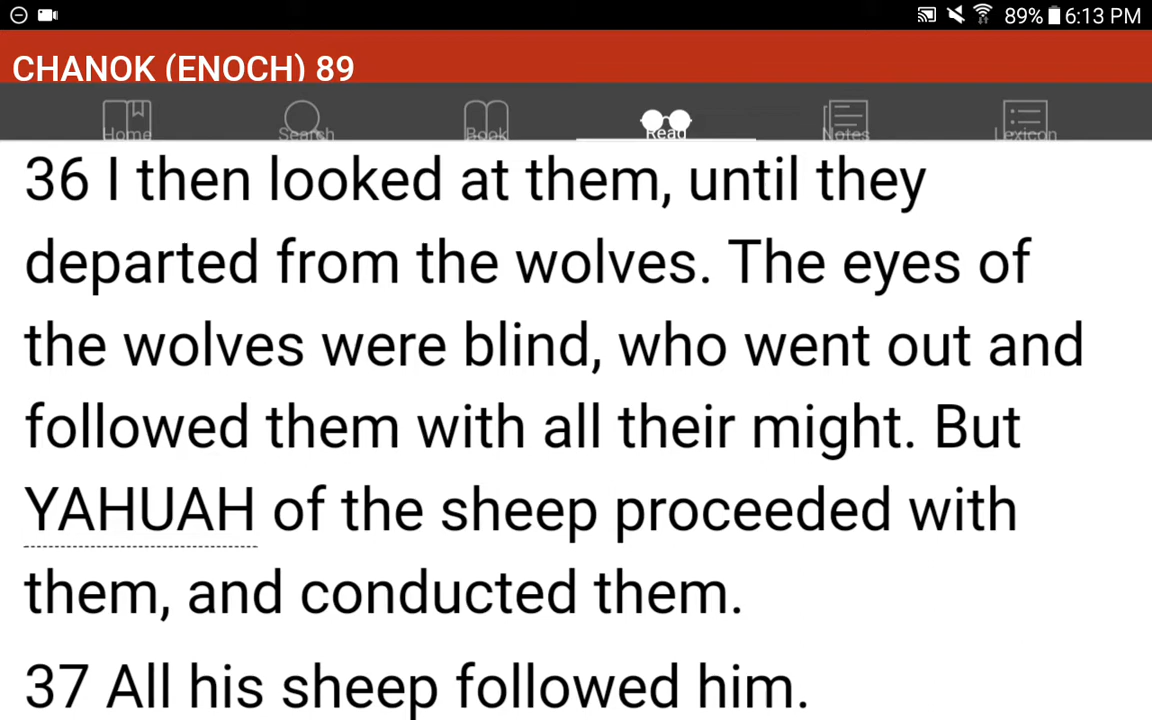 89% 6:13 PM
CHANOK (ENOCH) 89
Home Search Book Read Notes Lexicon
36 I then looked at them, until they
departed from the wolves. The eyes of
the wolves were blind, who went out and
followed them with all their might. But
YAHUAH of the sheep proceeded with
them, and conducted them.
37 All his sheep followed him.